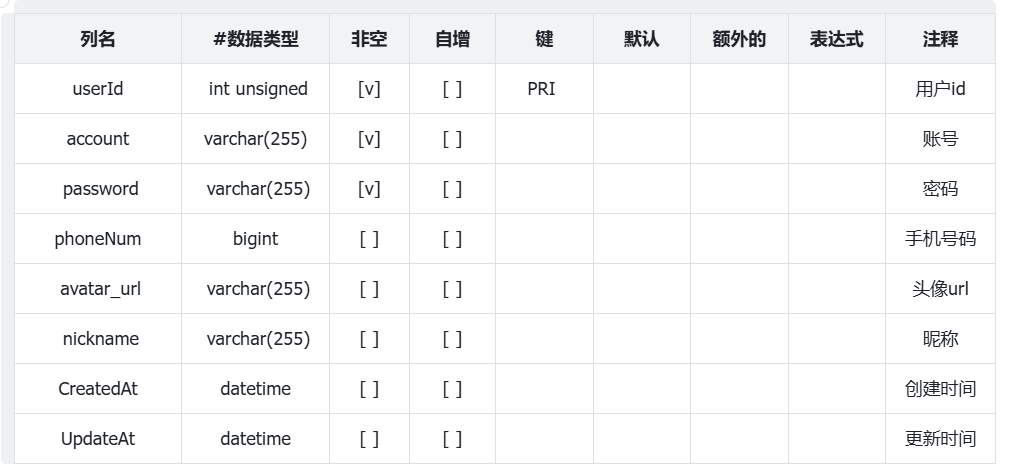 列名 #数据类型 非空 自增 键 默认 额外的 表达式 注释
userId int unsigned [v] [ ] PRI 用户id
account varchar(255) [v] [ ] 账号
password varchar(255) [v] [ ] 密码
phoneNum bigint [ ] [ ] 手机号码
avatar_url varchar(255) [ ] [ ] 头像url
nickname varchar(255) [ ] [ ] 昵称
CreatedAt datetime [ ] [ ] 创建时间
UpdateAt datetime [ ] [ ] 更新时间